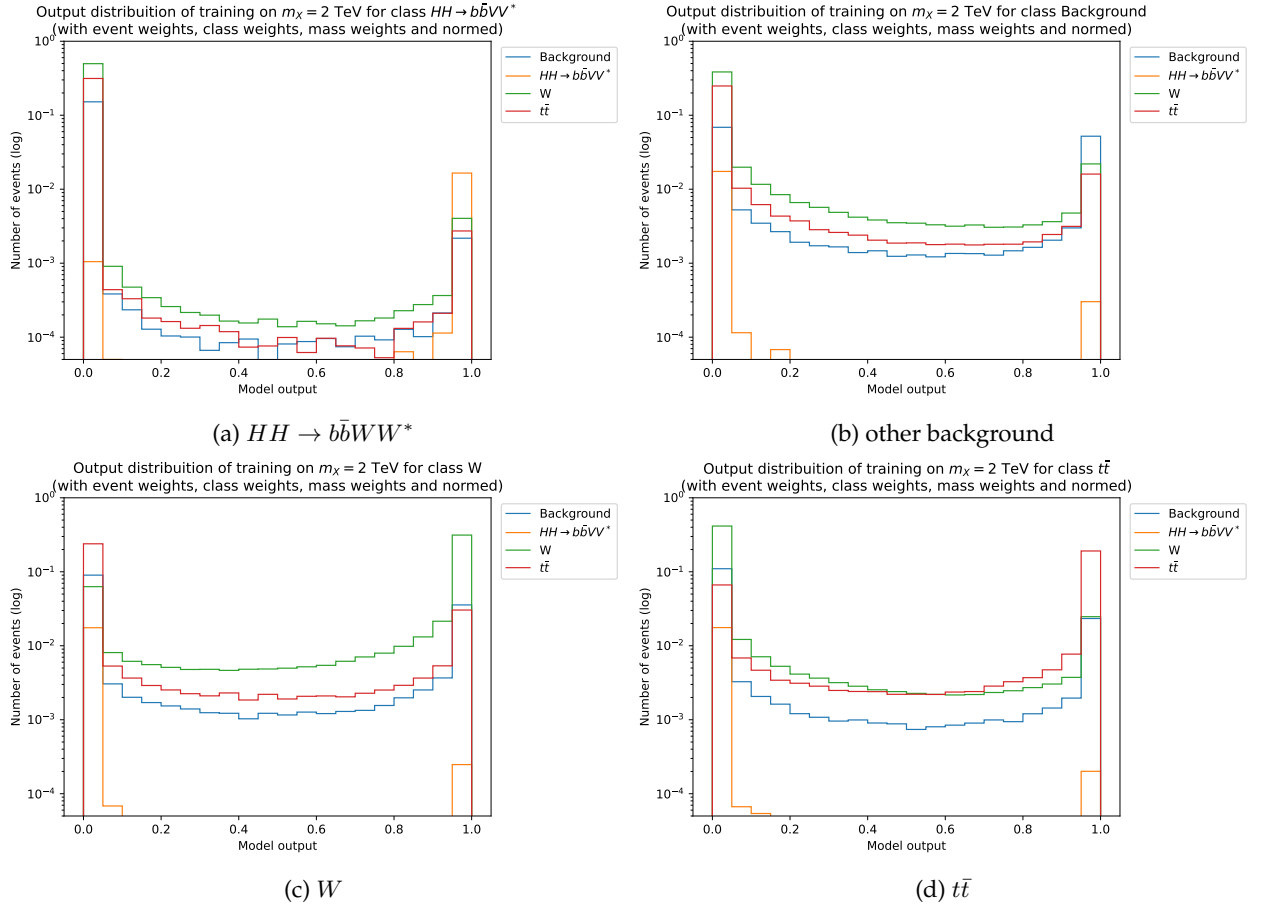 Output distribuition of training on $m_X = 2$ TeV for class $HH \to b\bar{b}VV^*$
(with event weights, class weights, mass weights and normed)
Number of events (log)
10^0
10^{-1}
10^{-2}
10^{-3}
10^{-4}
0.0 0.2 0.4 0.6 0.8 1.0
Model output
Background
$HH \to b\bar{b}VV^*$
W
$t\bar{t}$
(a) $HH \to b\bar{b}WW^*$
Output distribuition of training on $m_X = 2$ TeV for class Background
(with event weights, class weights, mass weights and normed)
Number of events (log)
10^0
10^{-1}
10^{-2}
10^{-3}
10^{-4}
0.0 0.2 0.4 0.6 0.8 1.0
Model output
Background
$HH \to b\bar{b}VV^*$
W
$t\bar{t}$
(b) other background
Output distribuition of training on $m_X = 2$ TeV for class W
(with event weights, class weights, mass weights and normed)
Number of events (log)
10^0
10^{-1}
10^{-2}
10^{-3}
10^{-4}
0.0 0.2 0.4 0.6 0.8 1.0
Model output
Background
$HH \to b\bar{b}VV^*$
W
$t\bar{t}$
(c) $W$
Output distribuition of training on $m_X = 2$ TeV for class $t\bar{t}$
(with event weights, class weights, mass weights and normed)
Number of events (log)
10^0
10^{-1}
10^{-2}
10^{-3}
10^{-4}
0.0 0.2 0.4 0.6 0.8 1.0
Model output
Background
$HH \to b\bar{b}VV^*$
W
$t\bar{t}$
(d) $t\bar{t}$